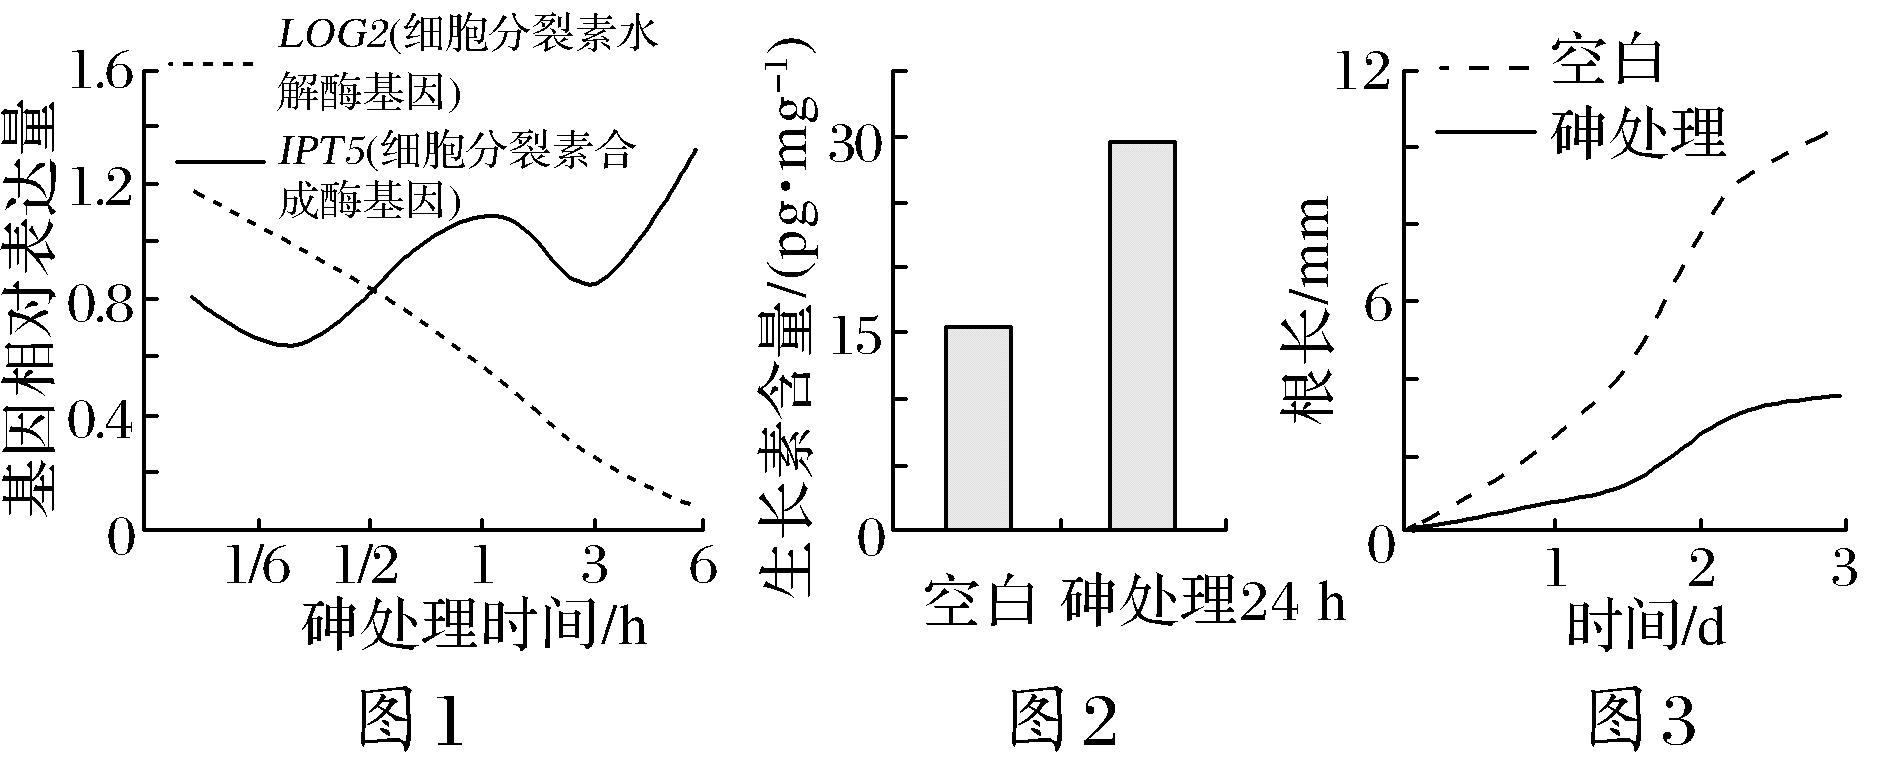 LOG2(细胞分裂素水
解酶基因)
IPT5(细胞分裂素合
成酶基因)
基因相对表达量
1.6
1.2
0.8
0.4
0
1/6 1/2 1 3 6
砷处理时间/h
图1
生长素含量/(pg·mg⁻¹)
30
15
0
空白 砷处理24 h
图2
空白
砷处理
根长/mm
12
6
0
1 2 3
时间/d
图3